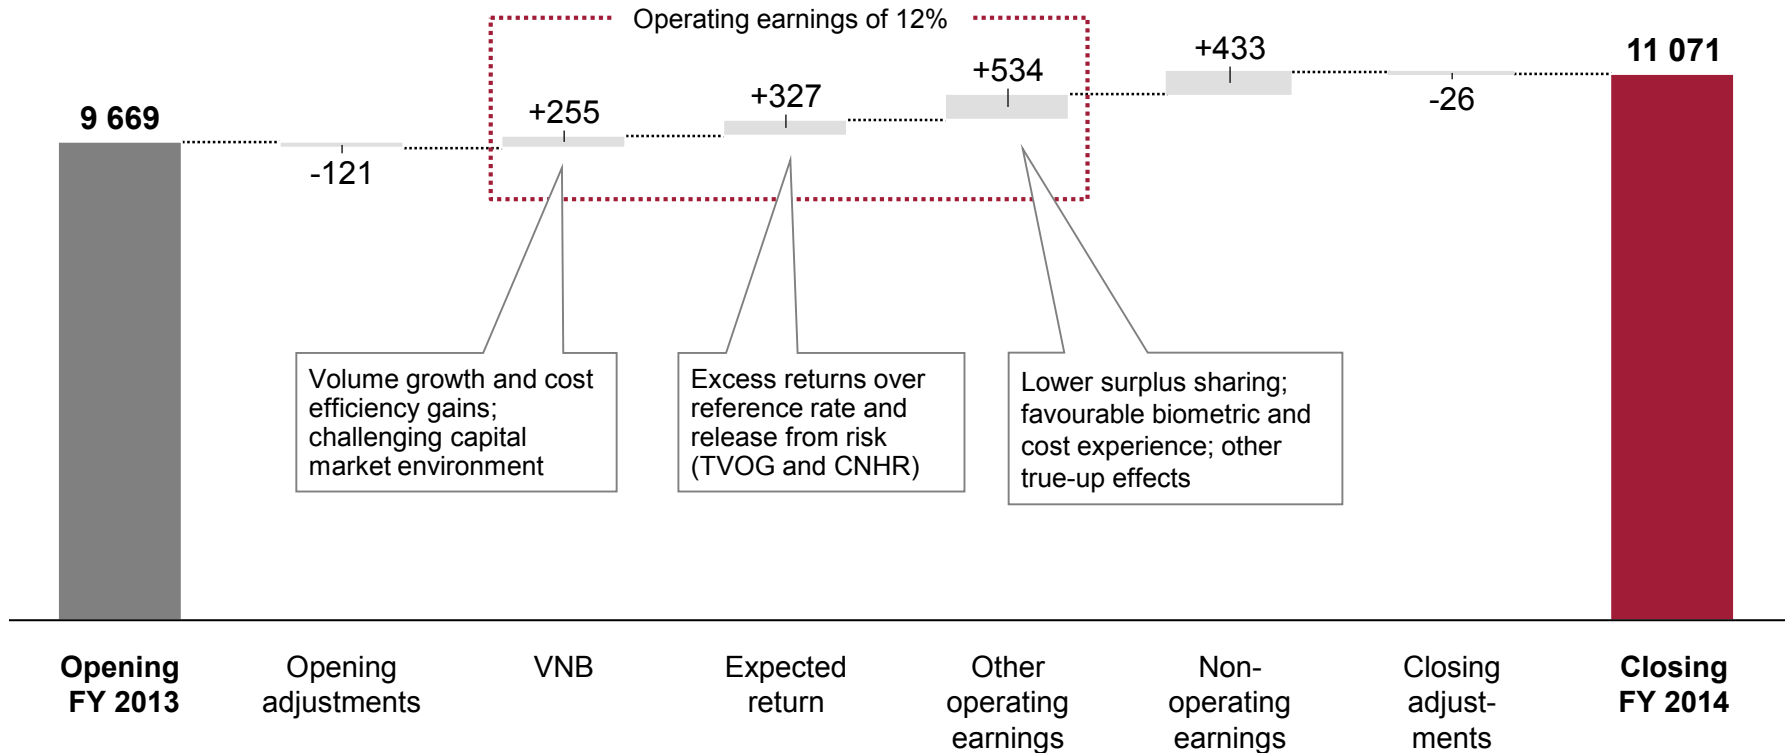 Operating earnings of 12%
9 669
-121
+255
+327
+534
+433
-26
11 071
Volume growth and cost
efficiency gains;
challenging capital
market environment
Excess returns over
reference rate and
release from risk
(TVOG and CNHR)
Lower surplus sharing;
favourable biometric and
cost experience; other
true-up effects
Opening
FY 2013
Opening
adjustments
VNB
Expected
return
Other
operating
earnings
Non-
operating
earnings
Closing
adjust-
ments
Closing
FY 2014